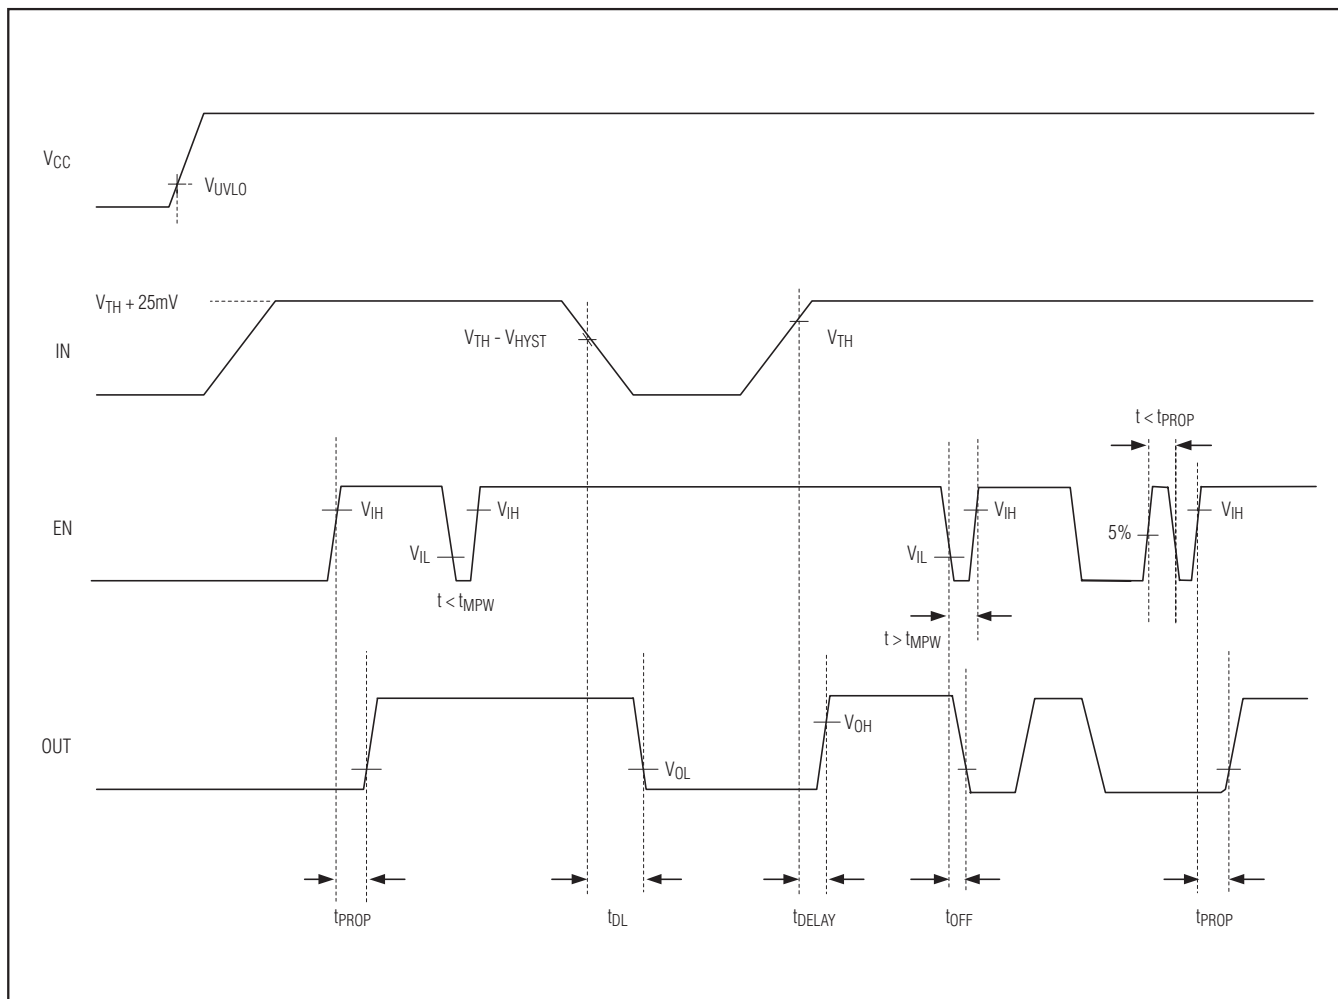 VCC
VUVLO
VTH + 25mV
IN
VTH - VHYST
VTH
t < tPROP
EN
VIH
VIL
VIH
t < tMPW
VIL
VIH
5%
VIH
t > tMPW
OUT
VOL
VOH
tPROP
tDL
tDELAY
tOFF
tPROP